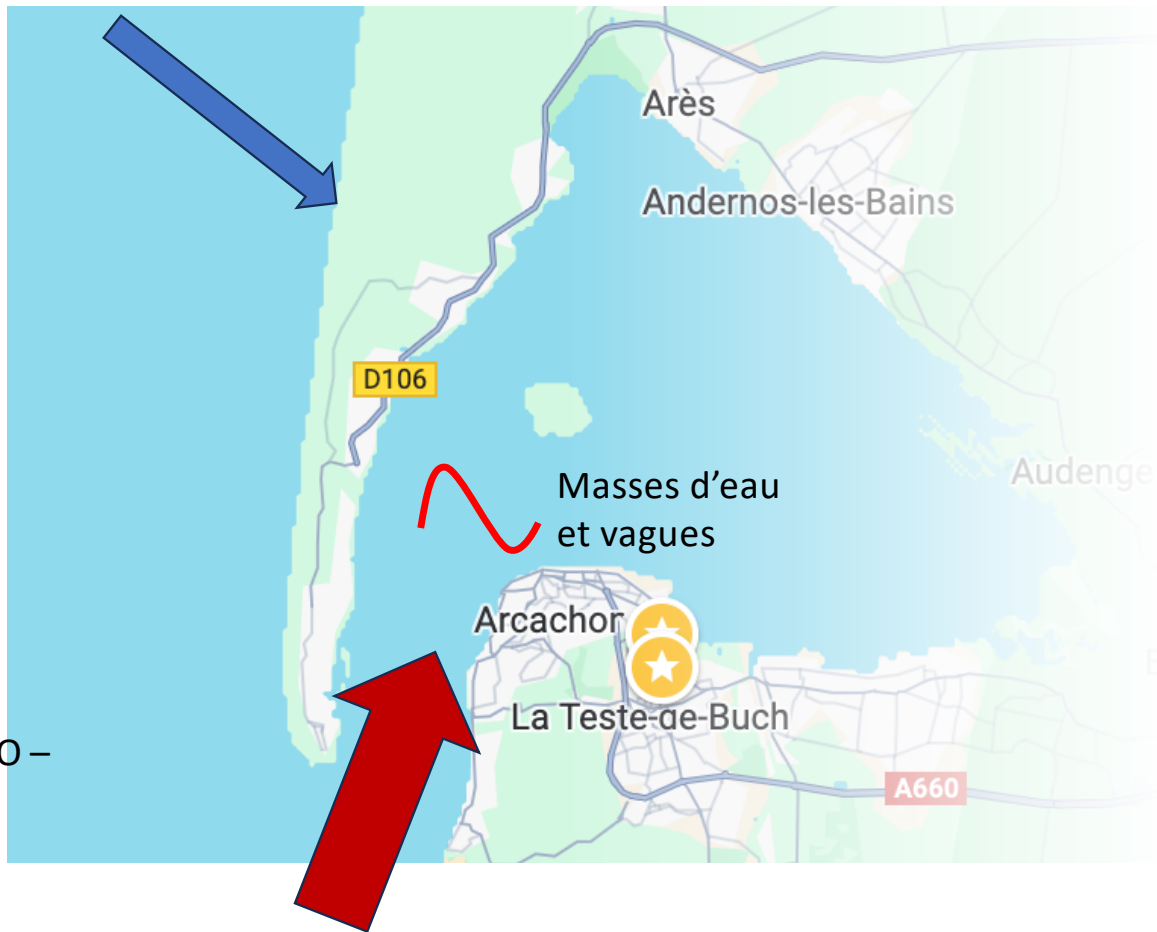 Arès
Andernos-les-Bains
D106
Masses d’eau
et vagues
Audenge
Arcachon
La Teste-de-Buch
O –
A660